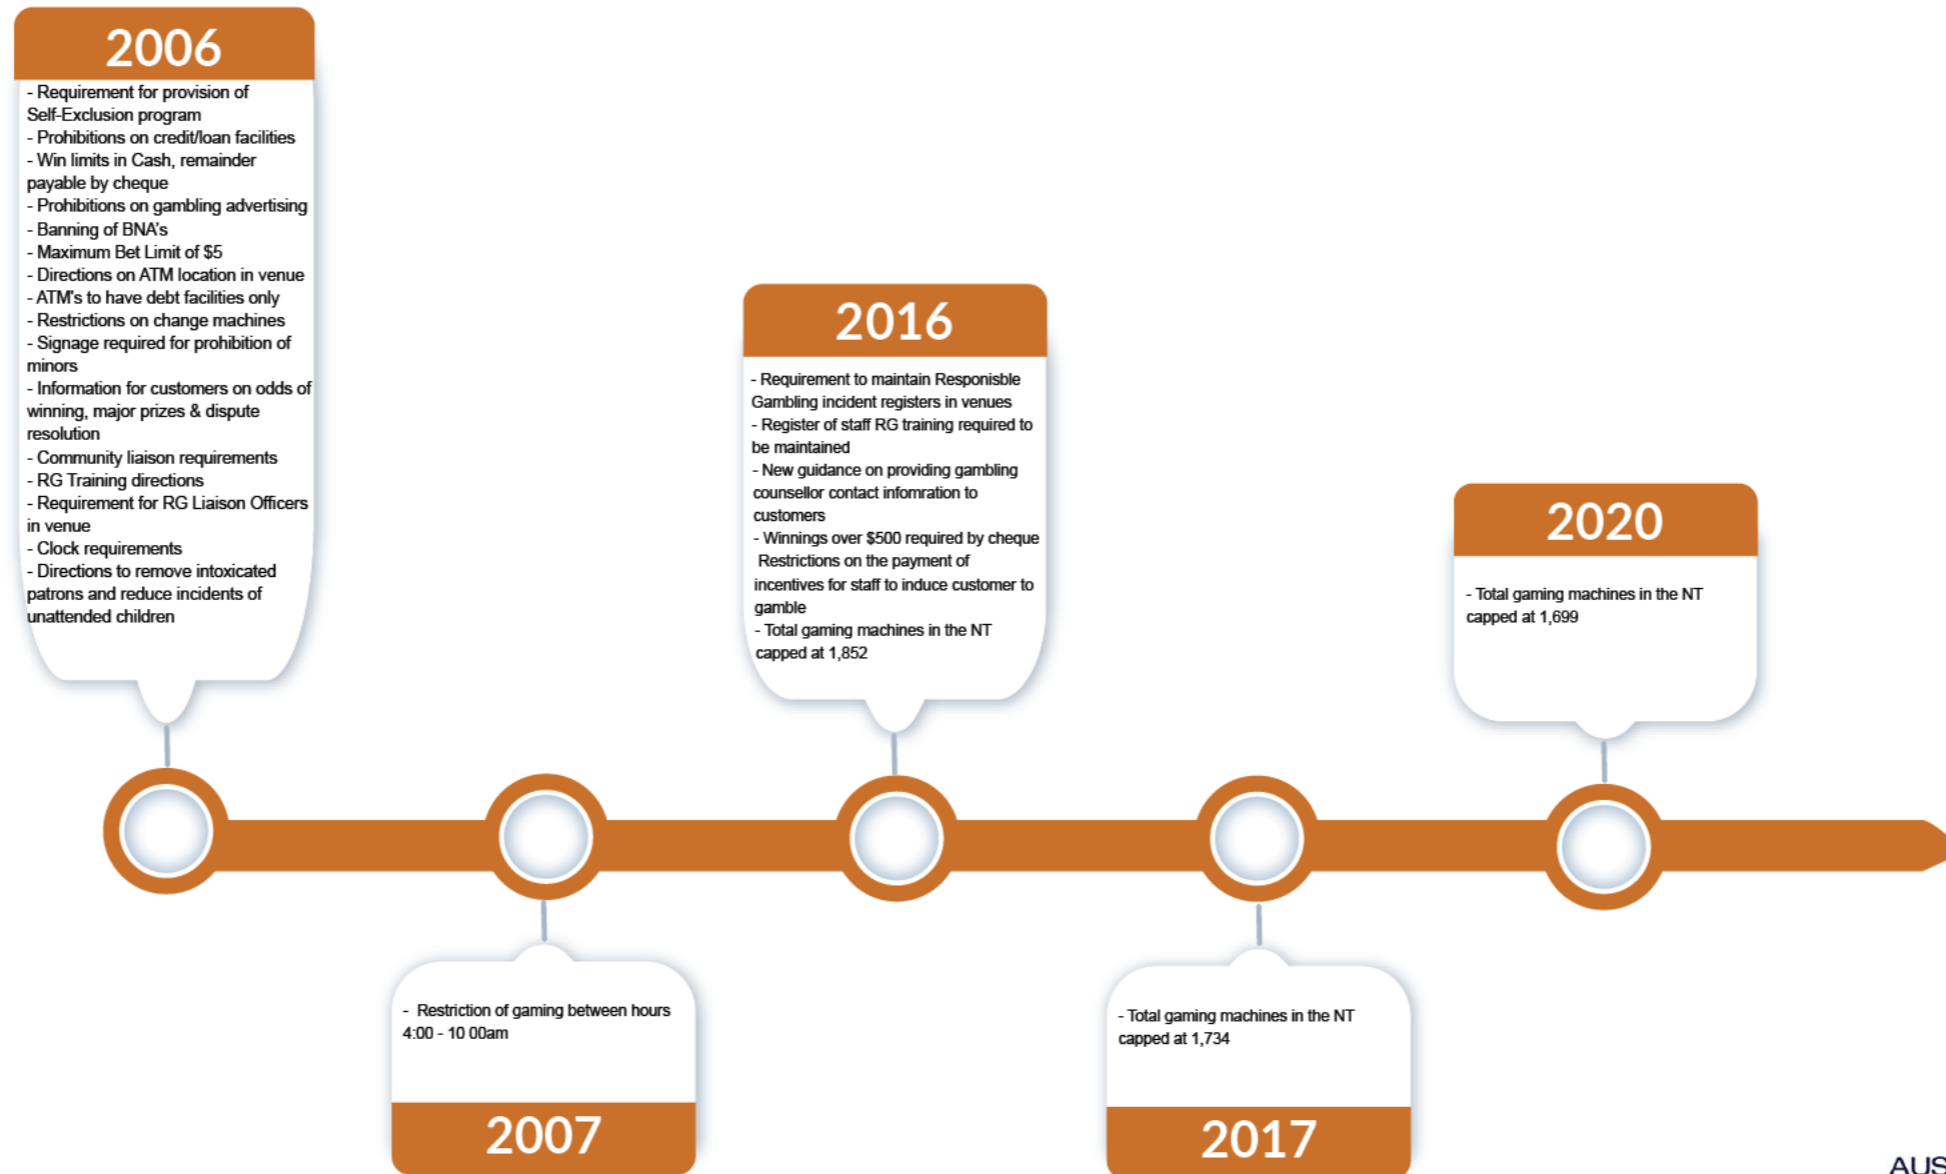 2006
- Requirement for provision of
Self-Exclusion program
- Prohibitions on credit/loan facilities
- Win limits in Cash, remainder
payable by cheque
- Prohibitions on gambling advertising
- Banning of BNA's
- Maximum Bet Limit of $5
- Directions on ATM location in venue
- ATM's to have debt facilities only
- Restrictions on change machines
- Signage required for prohibition of
minors
- Information for customers on odds of
winning, major prizes & dispute
resolution
- Community liaison requirements
- RG Training directions
- Requirement for RG Liaison Officers
in venue
- Clock requirements
- Directions to remove intoxicated
patrons and reduce incidents of
unattended children
- Restriction of gaming between hours
4:00 - 10 00am
2007
2016
- Requirement to maintain Responisble
Gambling incident registers in venues
- Register of staff RG training required to
be maintained
- New guidance on providing gambling
counsellor contact infomration to
customers
- Winnings over $500 required by cheque
Restrictions on the payment of
incentives for staff to induce customer to
gamble
- Total gaming machines in the NT
capped at 1,852
- Total gaming machines in the NT
capped at 1,734
2017
2020
- Total gaming machines in the NT
capped at 1,699
AUS